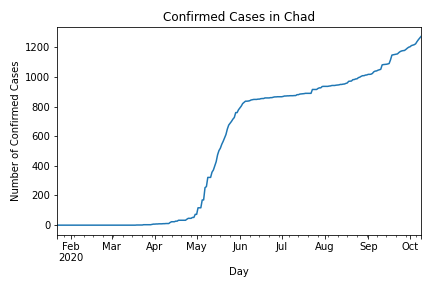 Confirmed Cases in Chad
Number of Confirmed Cases
1200
1000
800
600
400
200
0
Feb Mar Apr May Jun Jul Aug Sep Oct
2020
Day